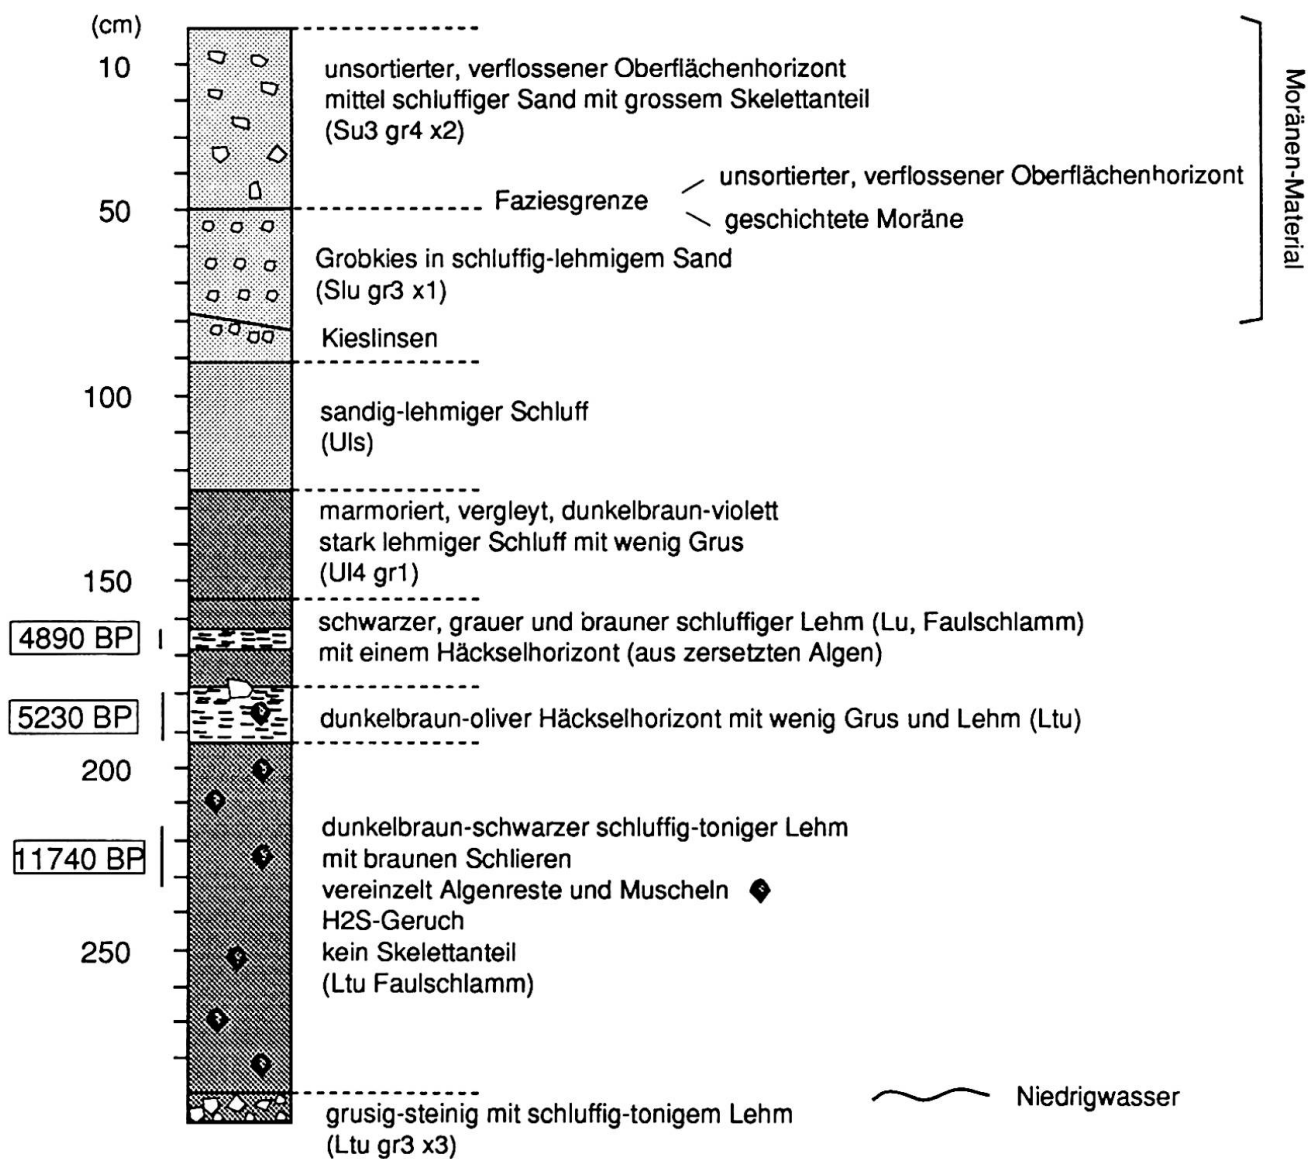 (cm)
10
unsortierter, verflossener Oberflächenhorizont
mittel schluffiger Sand mit grossem Skelettanteil
(Su3 gr4 x2)
Moränen-Material
unsortierter, verflossener Oberflächenhorizont
50
Faziesgrenze
geschichtete Moräne
Grobkies in schluffig-lehmigem Sand
(Slu gr3 x1)
Kieslinsen
100
sandig-lehmiger Schluff
(Uls)
marmoriert, vergleyt, dunkelbraun-violett
stark lehmiger Schluff mit wenig Grus
(Ul4 gr1)
150
4890 BP
schwarzer, grauer und brauner schluffiger Lehm (Lu, Faulschlamm)
mit einem Häckselhorizont (aus zersetzten Algen)
5230 BP
dunkelbraun-oliver Häckselhorizont mit wenig Grus und Lehm (Ltu)
200
dunkelbraun-schwarzer schluffig-toniger Lehm
11740 BP
mit braunen Schlieren
vereinzelt Algenreste und Muscheln
H2S-Geruch
250
kein Skelettanteil
(Ltu Faulschlamm)
Niedrigwasser
grusig-steinig mit schluffig-tonigem Lehm
(Ltu gr3 x3)